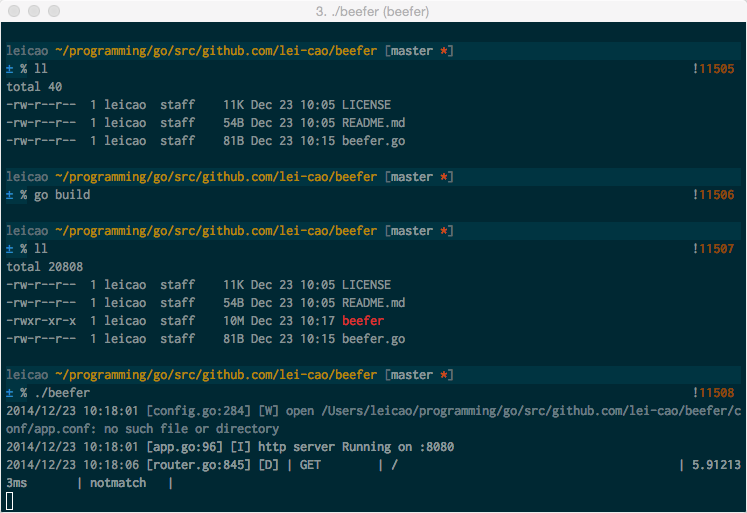 3. ./beefer (beefer)
leicao ~/programming/go/src/github.com/lei-cao/beefer [master *]
± % ll !11505
total 40
-rw-r--r-- 1 leicao staff 11K Dec 23 10:05 LICENSE
-rw-r--r-- 1 leicao staff 54B Dec 23 10:05 README.md
-rw-r--r-- 1 leicao staff 81B Dec 23 10:15 beefer.go
leicao ~/programming/go/src/github.com/lei-cao/beefer [master *]
± % go build !11506
leicao ~/programming/go/src/github.com/lei-cao/beefer [master *]
± % ll !11507
total 20808
-rw-r--r-- 1 leicao staff 11K Dec 23 10:05 LICENSE
-rw-r--r-- 1 leicao staff 54B Dec 23 10:05 README.md
-rwxr-xr-x 1 leicao staff 10M Dec 23 10:17 beefer
-rw-r--r-- 1 leicao staff 81B Dec 23 10:15 beefer.go
leicao ~/programming/go/src/github.com/lei-cao/beefer [master *]
± % ./beefer !11508
2014/12/23 10:18:01 [config.go:284] [W] open /Users/leicao/programming/go/src/github.com/lei-cao/beefer/c
onf/app.conf: no such file or directory
2014/12/23 10:18:01 [app.go:96] [I] http server Running on :8080
2014/12/23 10:18:06 [router.go:845] [D] | GET | / | 5.91213
3ms | notmatch |